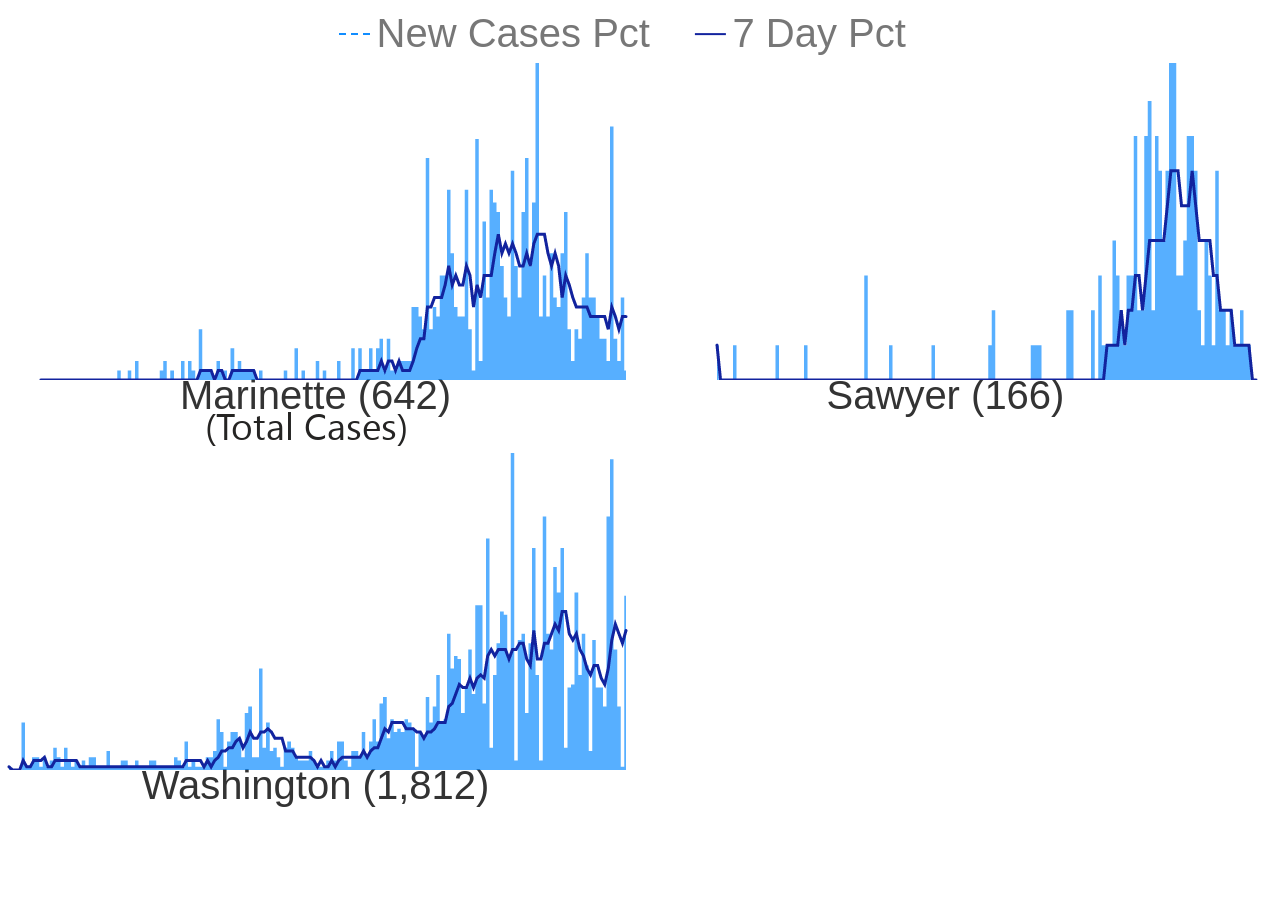 New Cases Pct 7 Day Pct
Marinette (642) Sawyer (166)
(Total Cases)
Washington (1,812)